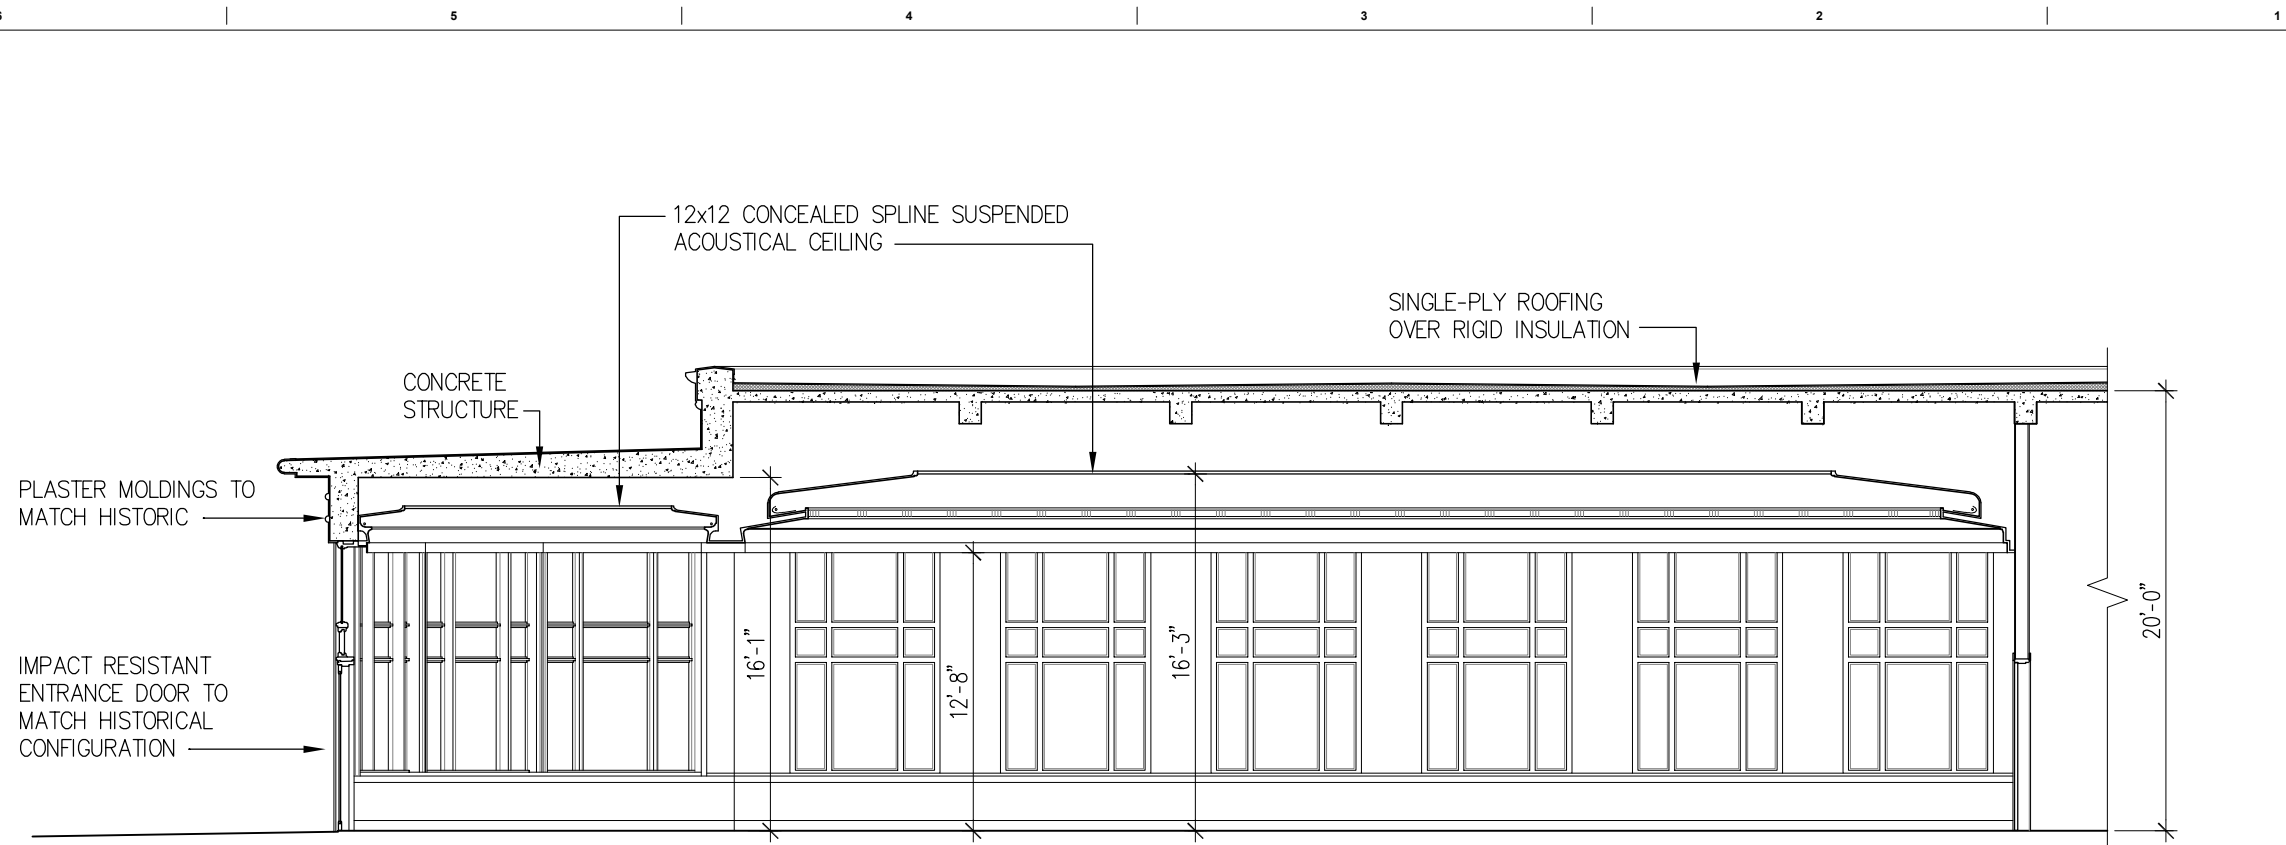 6 5 4 3 2 1
12x12 CONCEALED SPLINE SUSPENDED
ACOUSTICAL CEILING
SINGLE-PLY ROOFING
OVER RIGID INSULATION
CONCRETE
STRUCTURE
PLASTER MOLDINGS TO
MATCH HISTORIC
IMPACT RESISTANT
ENTRANCE DOOR TO
MATCH HISTORICAL
CONFIGURATION
16'-1"
12'-8"
16'-3"
20'-0"